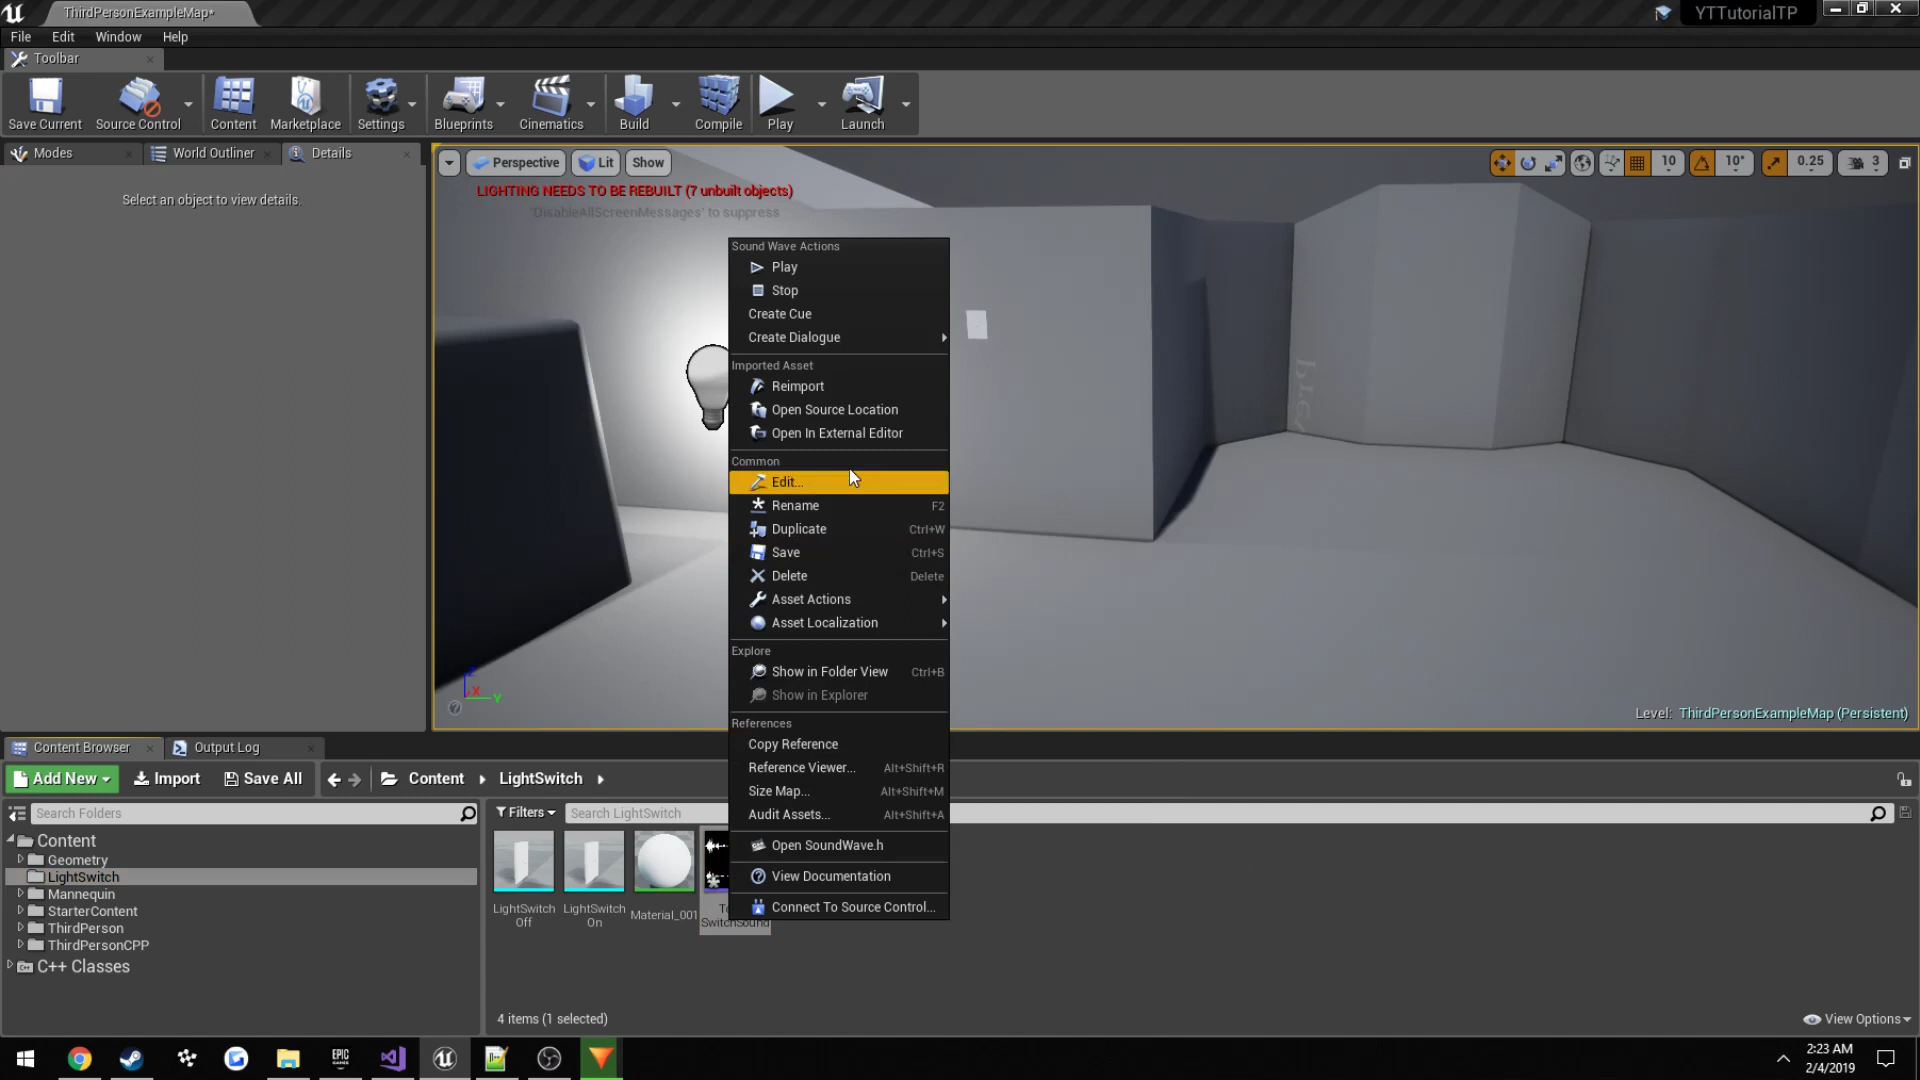 ThirdPersonExampleMap*
YTTutorialTP
File Edit Window Help
Toolbar
Save Current Source Control Content Marketplace Settings Blueprints Cinematics Build Compile Play Launch
Modes World Outliner Details
Select an object to view details.
Perspective Lit Show
10 10° 0.25 3
LIGHTING NEEDS TO BE REBUILT (7 unbuilt objects)
'DisableAllScreenMessages' to suppress
Sound Wave Actions
Play
Stop
Create Cue
Create Dialogue
Imported Asset
Reimport
Open Source Location
Open In External Editor
Common
Edit...
Rename F2
Duplicate Ctrl+W
Save Ctrl+S
Delete Delete
Asset Actions
Asset Localization
Explore
Show in Folder View Ctrl+B
Show in Explorer
References
Copy Reference
Reference Viewer... Alt+Shift+R
Size Map... Alt+Shift+M
Audit Assets... Alt+Shift+A
Open SoundWave.h
View Documentation
Connect To Source Control...
X Y
Level: ThirdPersonExampleMap (Persistent)
Content Browser Output Log
Add New Import Save All Content LightSwitch
Search Folders
Filters Search LightSwitch
Content
Geometry
LightSwitch
Mannequin
StarterContent
ThirdPerson
ThirdPersonCPP
C++ Classes
LightSwitch
Off
LightSwitch
On
Material_001
SwitchSound
4 items (1 selected)
View Options
EPIC
GAMES
2:23 AM
2/4/2019